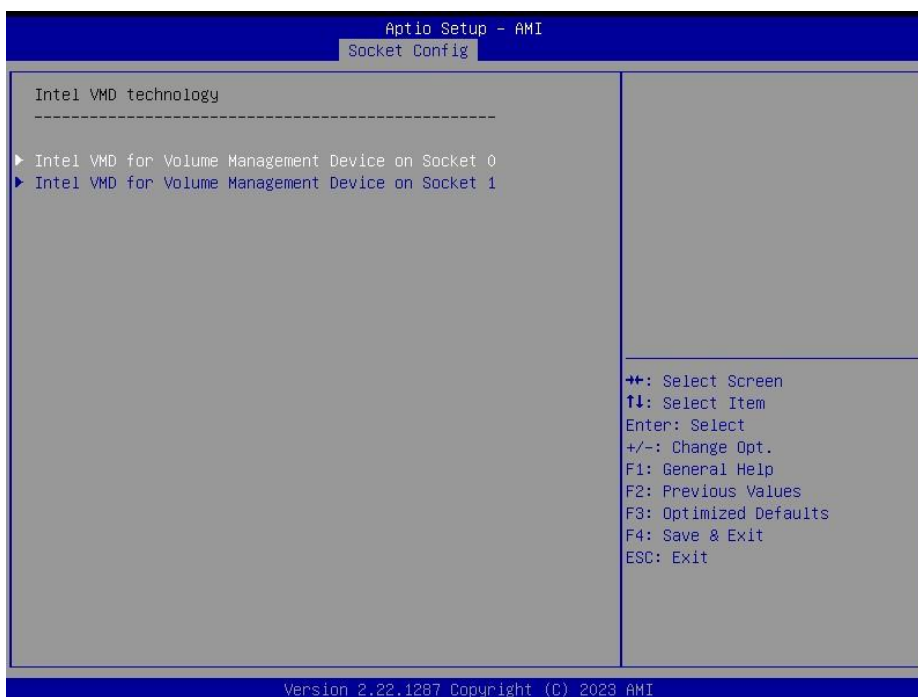 Aptio Setup - AMI
Socket Config
Intel VMD technology
--------------------------------------------------
Intel VMD for Volume Management Device on Socket 0
Intel VMD for Volume Management Device on Socket 1
→←: Select Screen
↑↓: Select Item
Enter: Select
+/-: Change Opt.
F1: General Help
F2: Previous Values
F3: Optimized Defaults
F4: Save & Exit
ESC: Exit
Version 2.22.1287 Copyright (C) 2023 AMI